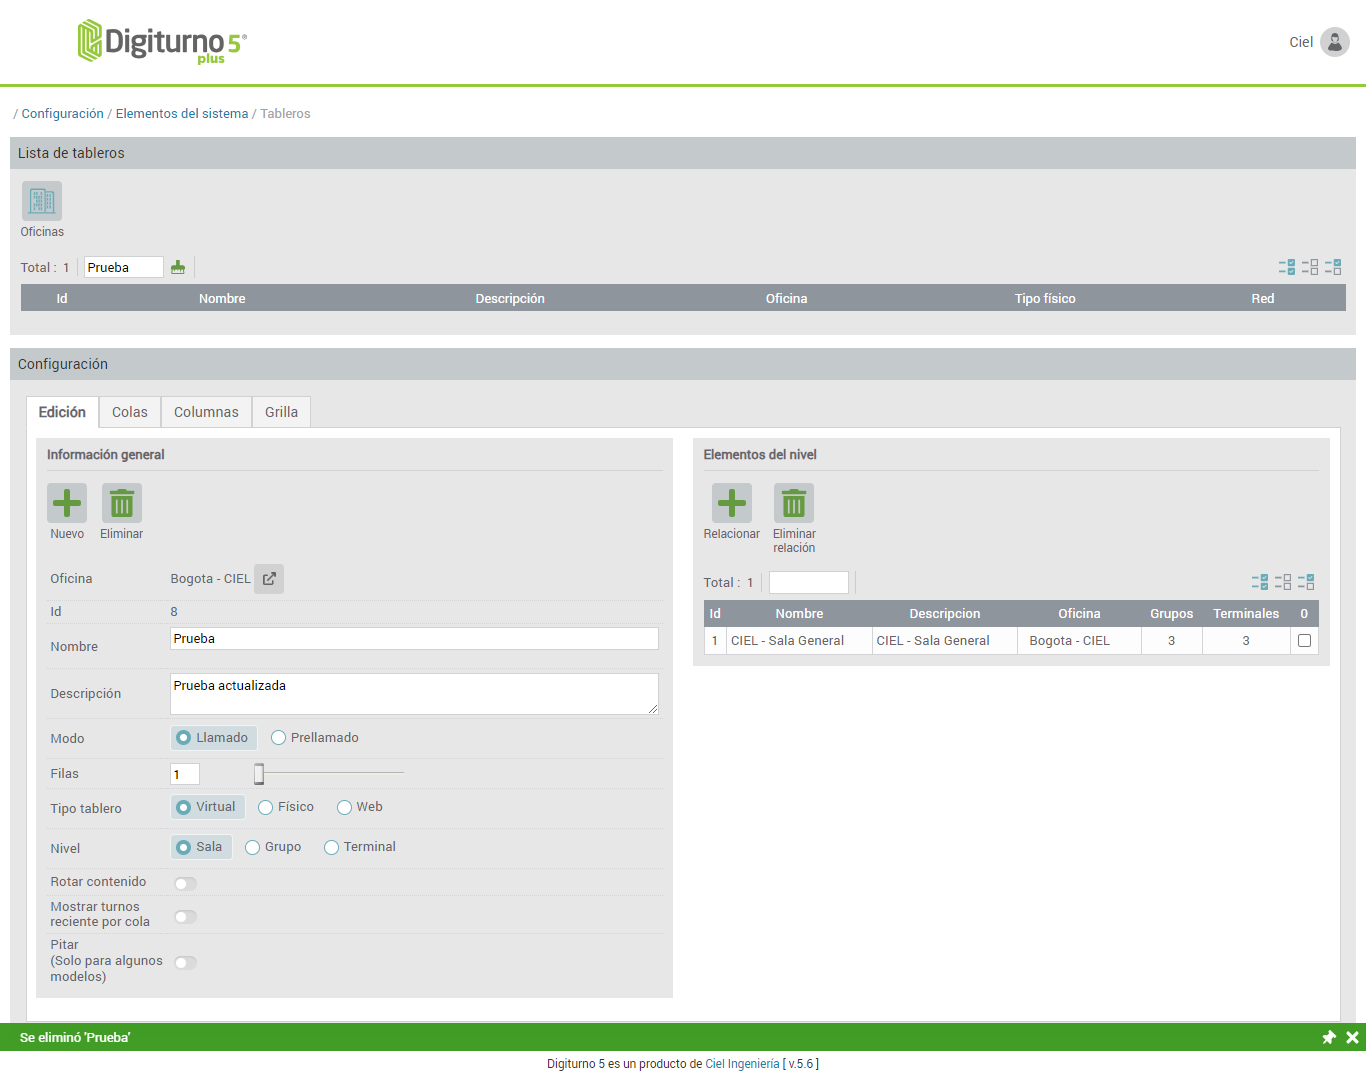 Digiturno 5®
plus
Ciel
/ Configuración / Elementos del sistema / Tableros
Lista de tableros
Oficinas
Total : 1 Prueba
Id Nombre Descripción Oficina Tipo físico Red
Configuración
Edición Colas Columnas Grilla
Información general
Nuevo Eliminar
Oficina Bogota - CIEL
Id 8
Nombre Prueba
Descripción Prueba actualizada
Modo Llamado Prellamado
Filas 1
Tipo tablero Virtual Físico Web
Nivel Sala Grupo Terminal
Rotar contenido
Mostrar turnos
reciente por cola
Pitar
(Solo para algunos
modelos)
Elementos del nivel
Relacionar Eliminar
relación
Total : 1
Id Nombre Descripcion Oficina Grupos Terminales 0
1 CIEL - Sala General CIEL - Sala General Bogota - CIEL 3 3
Se eliminó 'Prueba'
Digiturno 5 es un producto de Ciel Ingeniería [ v.5.6 ]